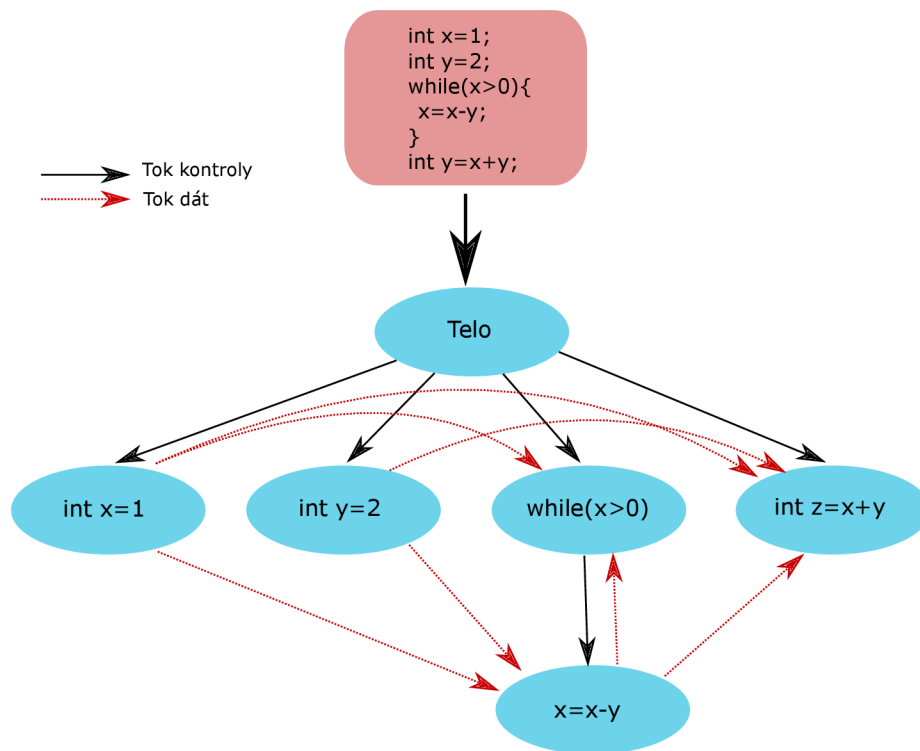 int x=1;
int y=2;
while(x>0){
x=x-y;
}
int y=x+y;
Tok kontroly
Tok dát
Telo
int x=1
int y=2
while(x>0)
int z=x+y
x=x-y